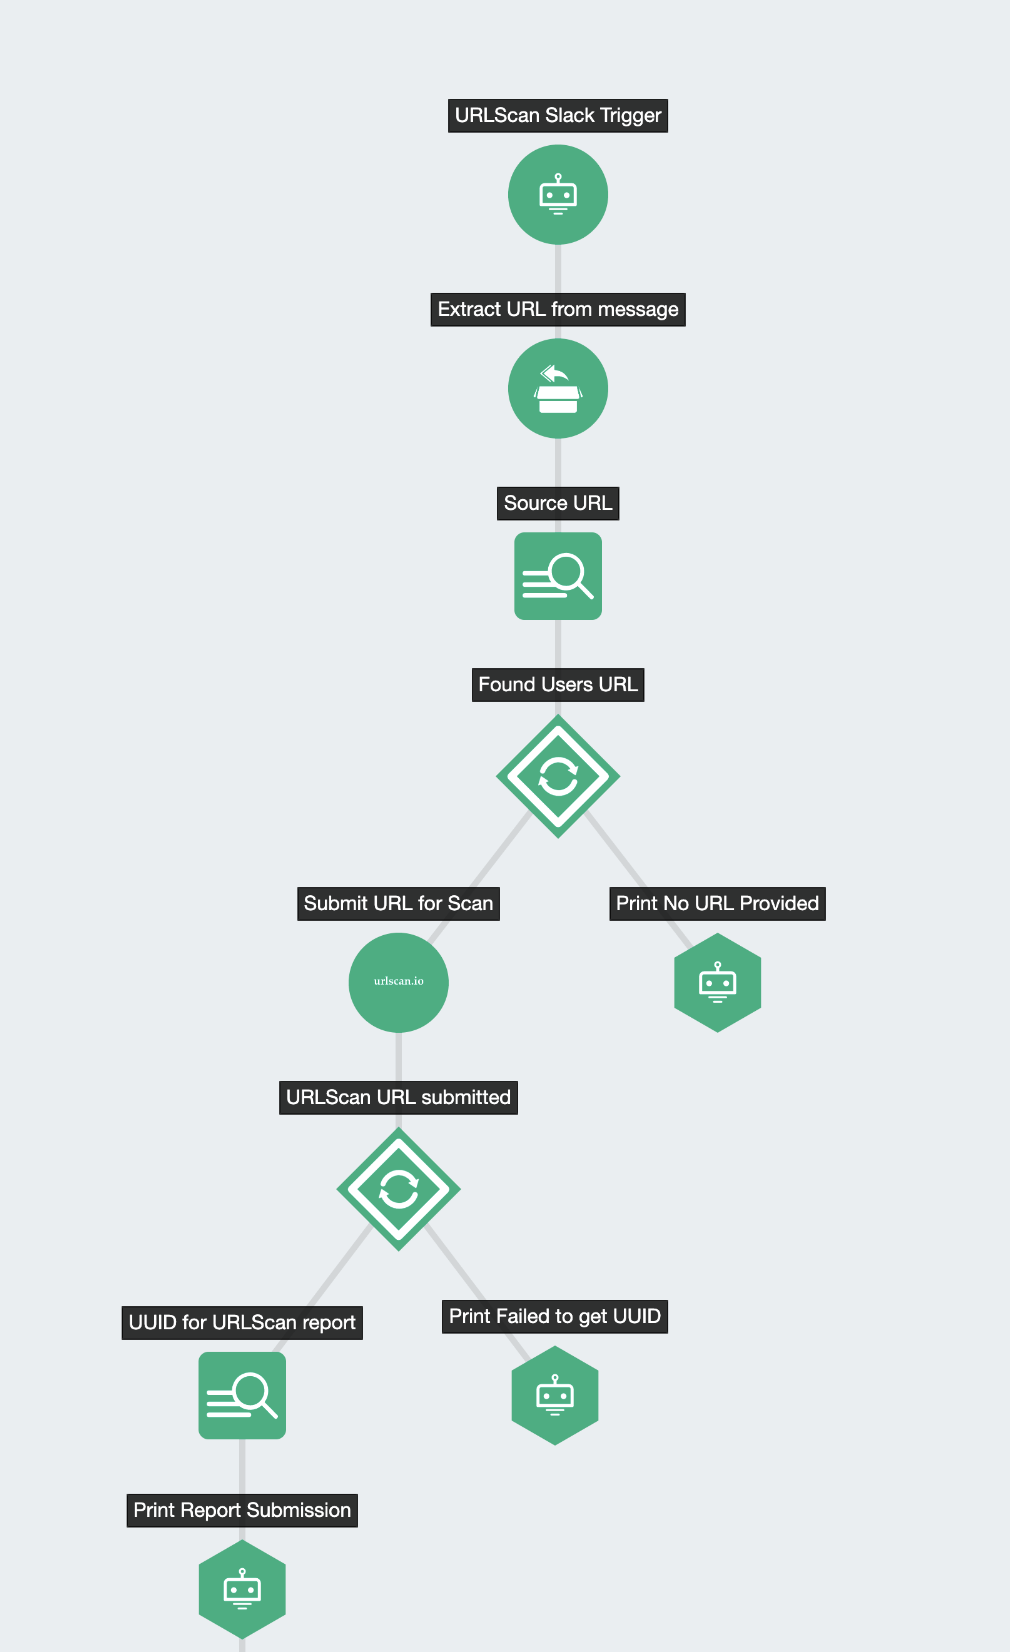 URLScan Slack Trigger
Extract URL from message
Source URL
Found Users URL
Submit URL for Scan
Print No URL Provided
urlscan.io
URLScan URL submitted
UUID for URLScan report
Print Failed to get UUID
Print Report Submission